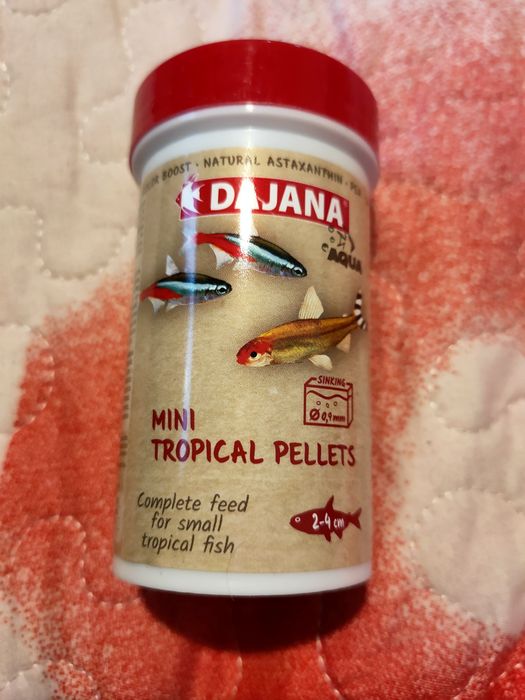 BOOST · NATURAL ASTAXANTHIN ·
DAJANA
AQUA
SINKING
Ø 0,9 mm
MINI
TROPICAL PELLETS
Complete feed
for small
tropical fish
2-4 cm